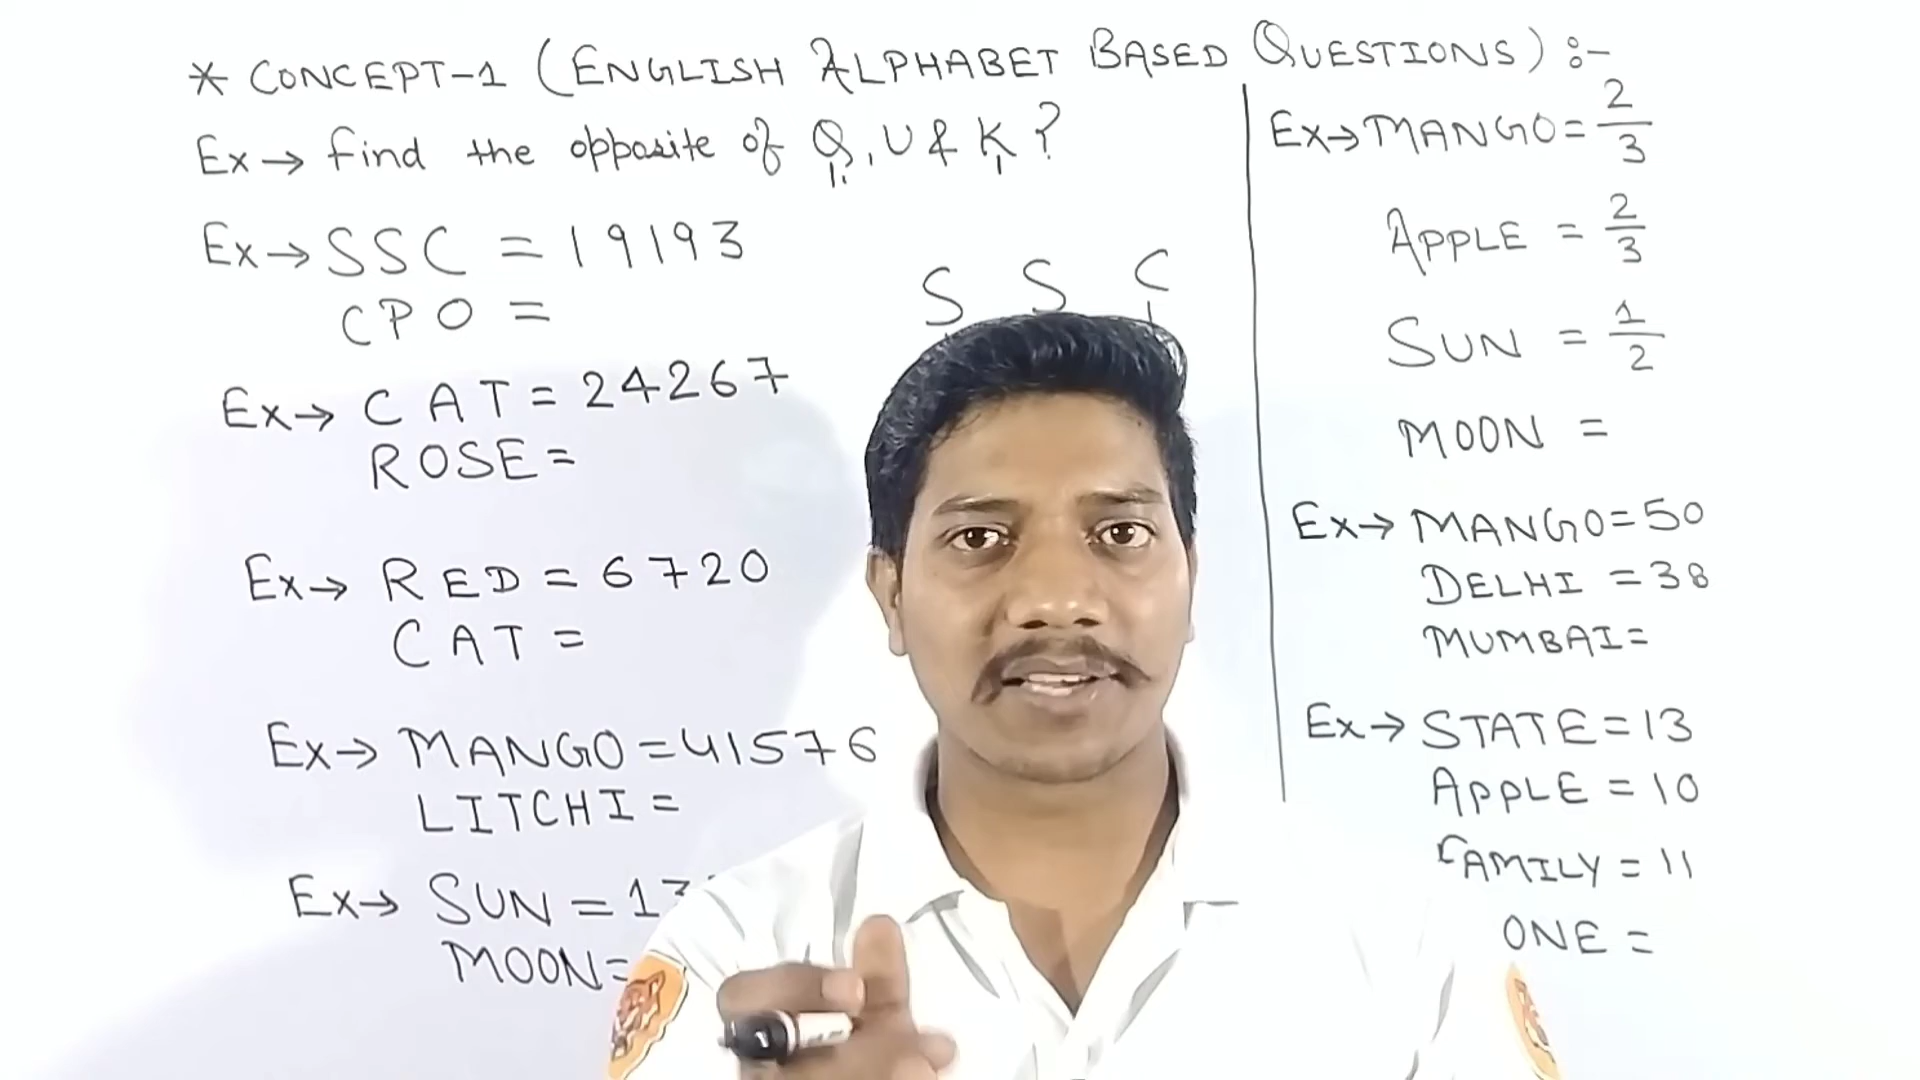 * CONCEPT-1 (ENGLISH ALPHABET BASED QUESTIONS) :-
Ex→ find the opposite of Q, U & K?
Ex→ SSC = 19193
CPO =
S S C
Ex→ CAT = 24267
ROSE =
Ex→ RED = 6720
CAT =
Ex→ MANGO = 41576
LITCHI =
Ex→ SUN =
MOON =
Ex→ MANGO = 2/3
APPLE = 2/3
SUN = 1/2
MOON =
Ex→ MANGO = 50
DELHI = 38
MUMBAI =
Ex→ STATE = 13
APPLE = 10
FAMILY = 11
ONE =